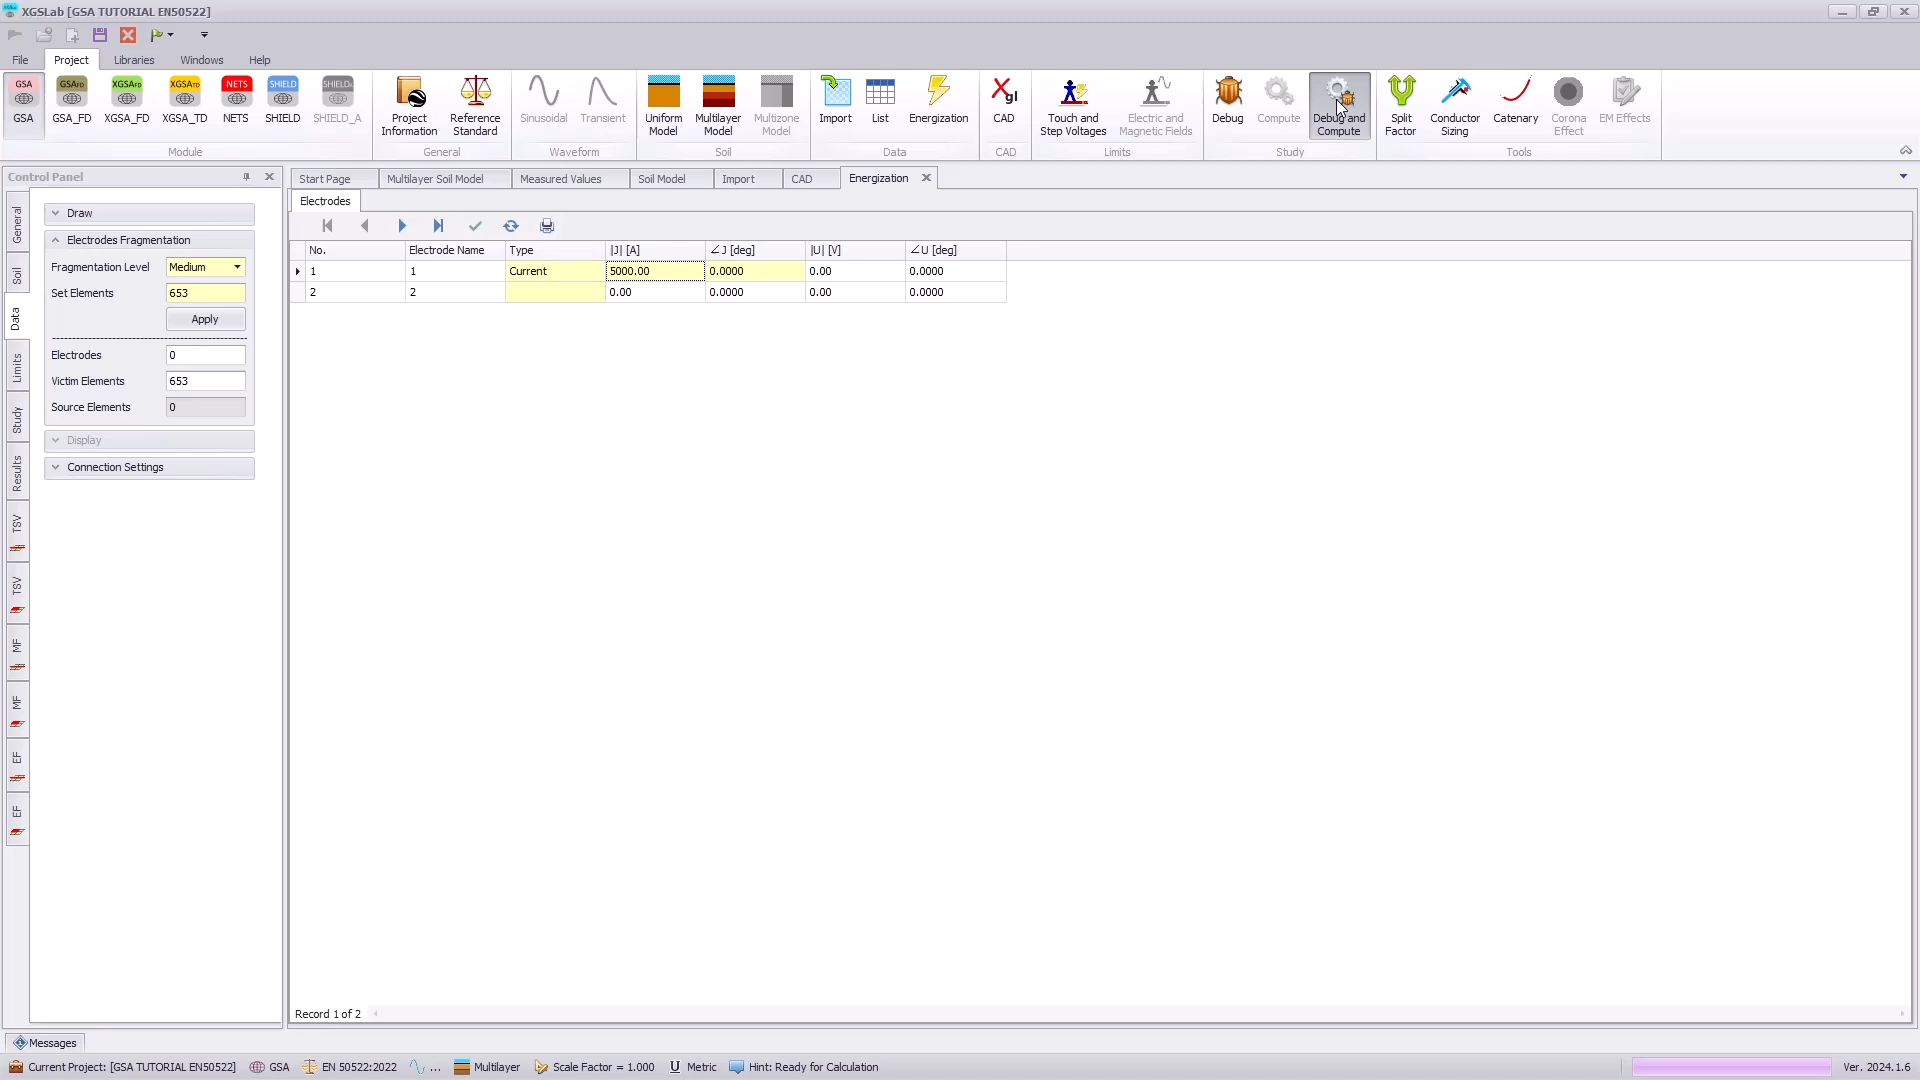 XGSLab [GSA TUTORIAL EN50522]
File Project Libraries Windows Help
GSA GSAFD XGSAFD XGSATD NETS SHIELD SHIELD
GSA GSA_FD XGSA_FD XGSA_TD NETS SHIELD SHIELD_A
Module
Project Information Reference Standard
General
Sinusoidal Transient
Waveform
Uniform Model Multilayer Model Multizone Model
Soil
Import List Energization
Data
Xgl
CAD
CAD
Touch and Step Voltages Electric and Magnetic Fields
Limits
Debug Compute Debug and Compute
Study
Split Factor Conductor Sizing Catenary Corona Effect EM Effects
Tools
Control Panel
General
Soil
Data
Limits
Study
Results
TSV
TSV
MF
MF
EF
EF
Draw
Electrodes Fragmentation
Fragmentation Level Medium
Set Elements 653
Apply
Electrodes 0
Victim Elements 653
Source Elements 0
Display
Connection Settings
Start Page Multilayer Soil Model Measured Values Soil Model Import CAD Energization
Electrodes
No. Electrode Name Type |J| [A] ∠J [deg] |U| [V] ∠U [deg]
1 1 Current 5000.00 0.0000 0.00 0.0000
2 2 0.00 0.0000 0.00 0.0000
Record 1 of 2
Messages
Current Project: [GSA TUTORIAL EN50522] GSA EN 50522:2022 ... Multilayer Scale Factor = 1.000 U Metric Hint: Ready for Calculation Ver. 2024.1.6